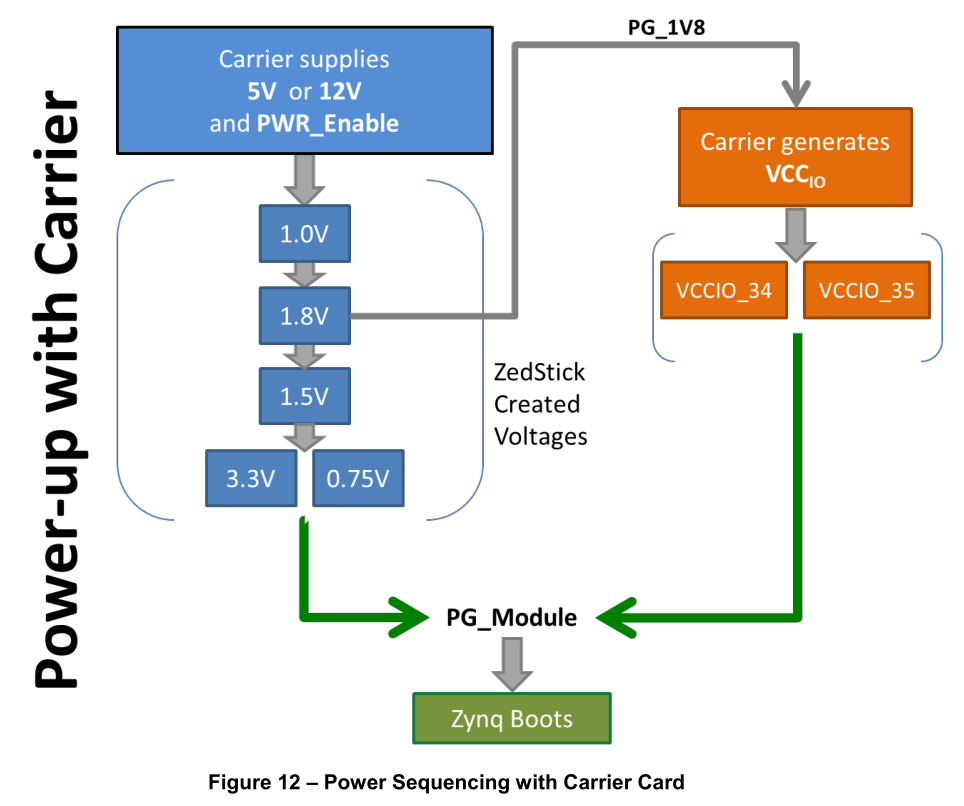 Power-up with Carrier
Carrier supplies
5V or 12V
and PWR_Enable
PG_1V8
Carrier generates
VCCIO
1.0V
1.8V
VCCIO_34
VCCIO_35
1.5V
ZedStick
Created
Voltages
3.3V
0.75V
PG_Module
Zynq Boots
Figure 12 – Power Sequencing with Carrier Card